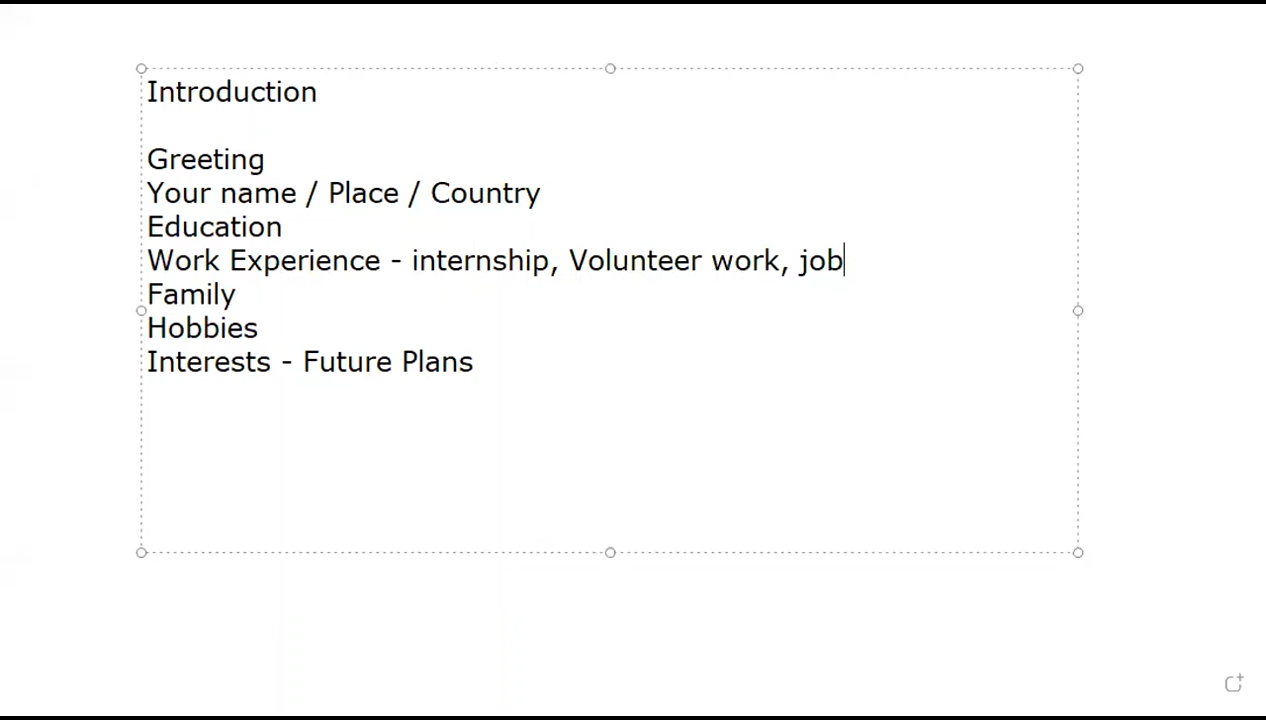 Introduction
Greeting
Your name / Place / Country
Education
Work Experience - internship, Volunteer work, job
Family
Hobbies
Interests - Future Plans